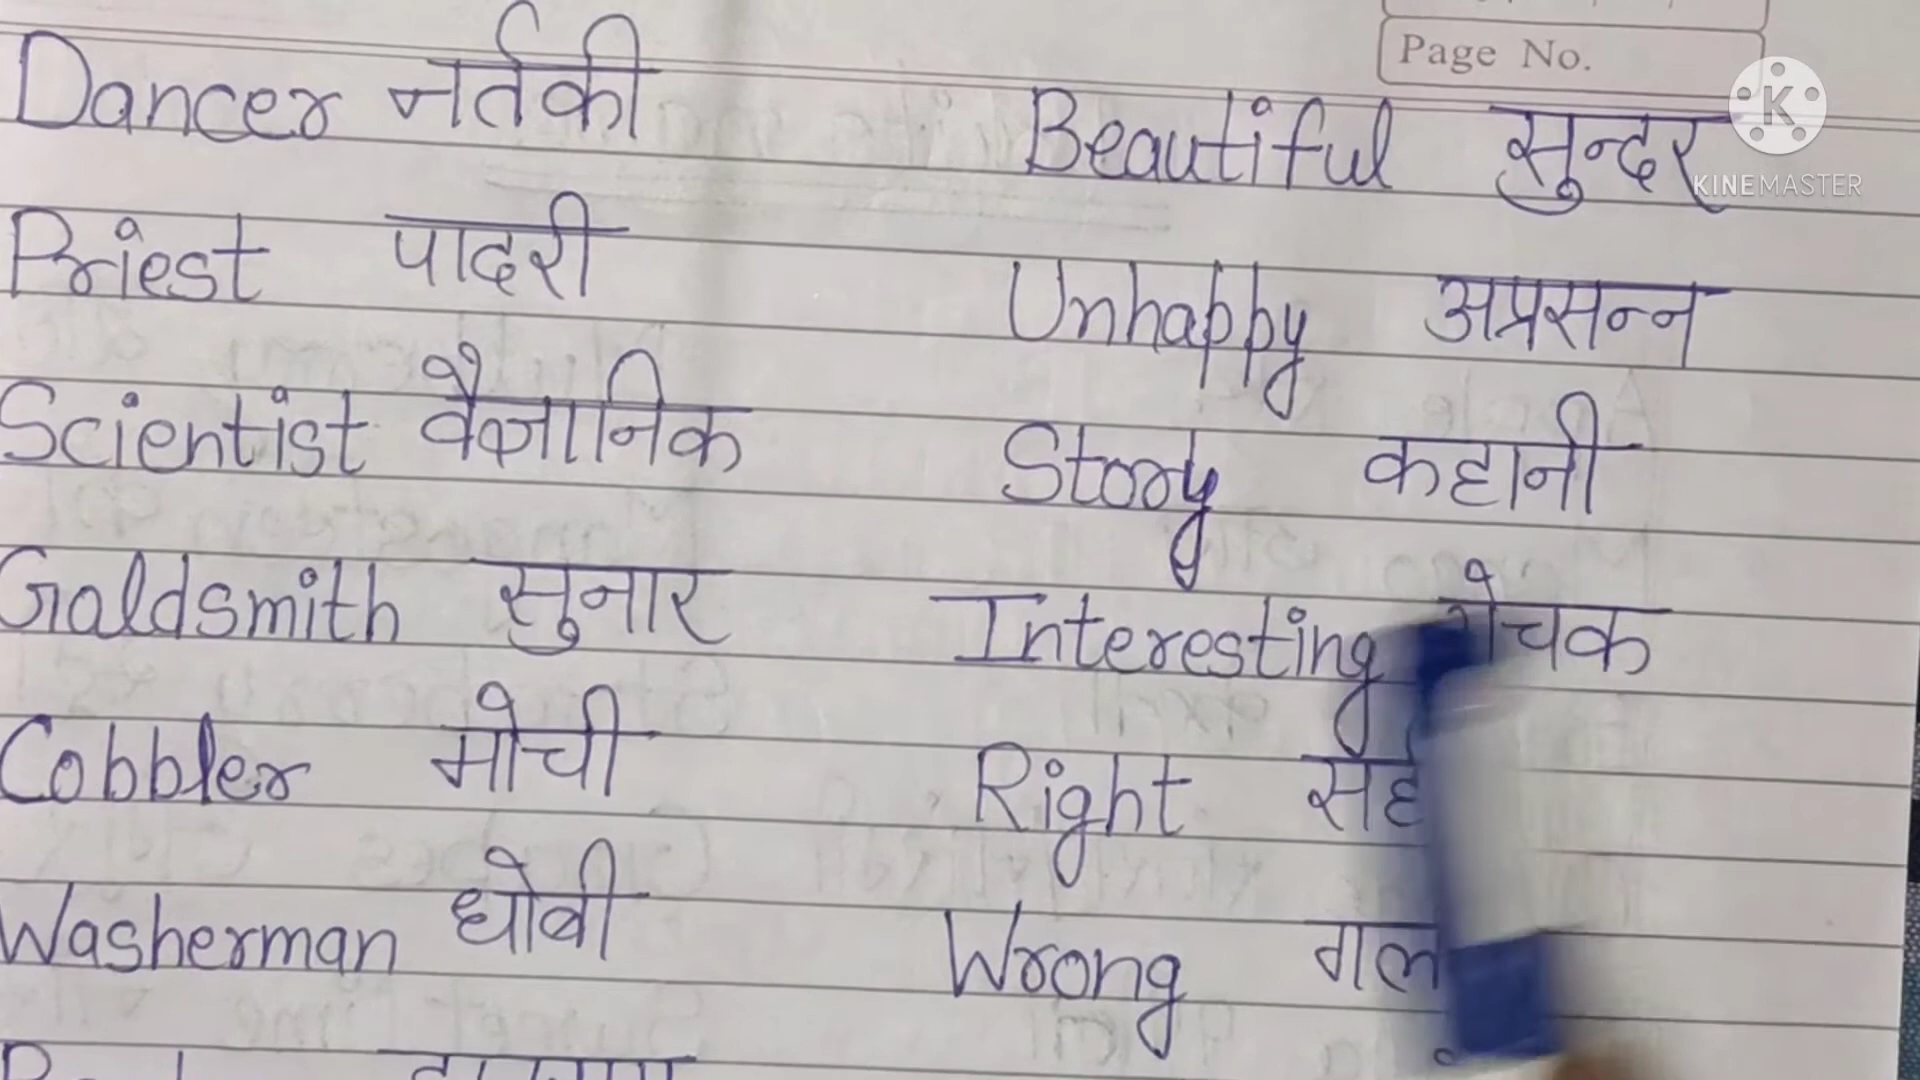 Page No.
Dancer नर्तकी
Beautiful सुन्दर
KINEMASTER
Priest पादरी
Unhappy अप्रसन्न
Scientist वैज्ञानिक
Story कहानी
Galdsmith सुनार
Interesting
Cobbler मोची
Right
Washerman धोबी
Wrong